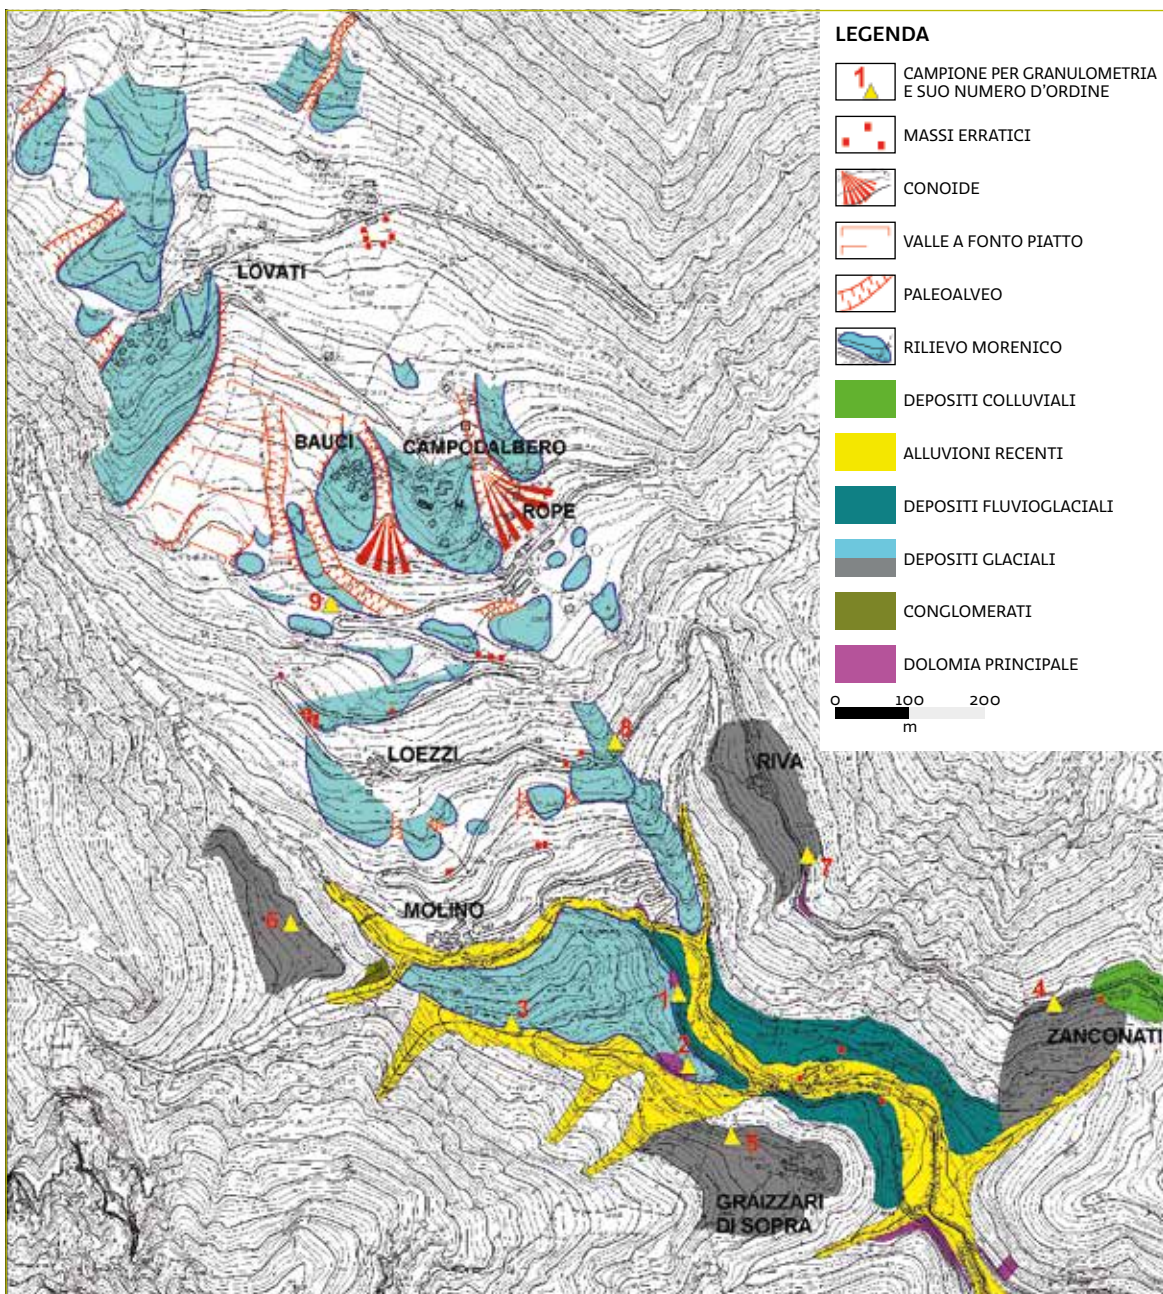 LEGENDA
1
CAMPIONE PER GRANULOMETRIA
E SUO NUMERO D'ORDINE
MASSI ERRATICI
CONOIDE
VALLE A FONTO PIATTO
PALEOALVEO
RILIEVO MORENICO
DEPOSITI COLLUVIALI
ALLUVIONI RECENTI
DEPOSITI FLUVIOGLACIALI
DEPOSITI GLACIALI
CONGLOMERATI
DOLOMIA PRINCIPALE
0 100 200
m
LOVATI
BAUCI
CAMPODALBERO
ROPE
9
8
LOEZZI
RIVA
7
MOLINO
6
1
4
3
ZANCONATI
2
5
GRAIZZARI
DI SOPRA